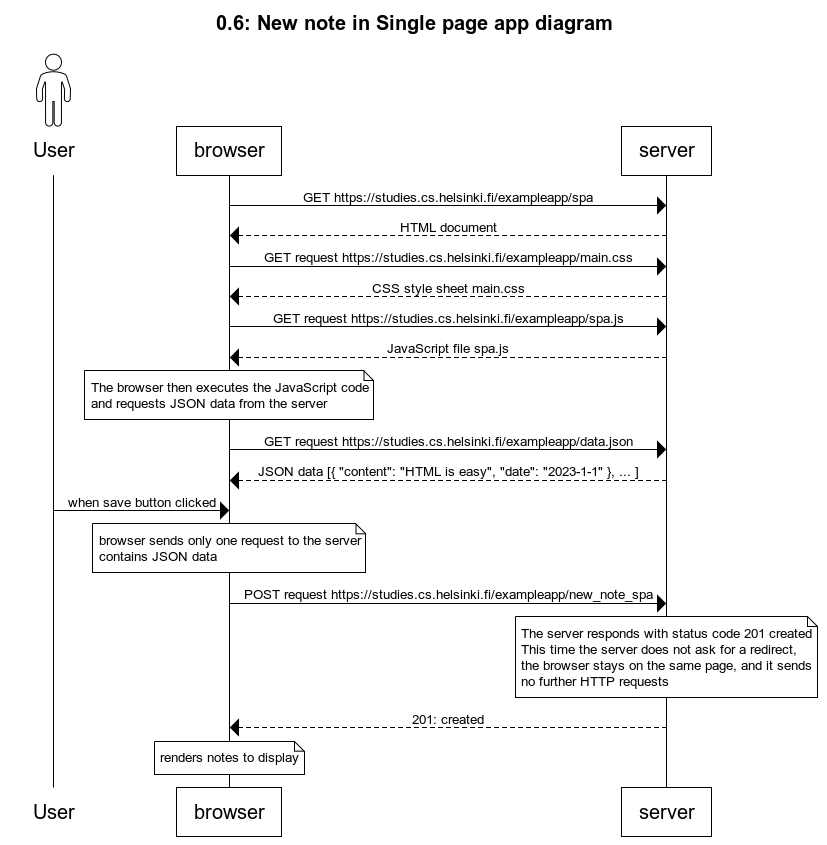 0.6: New note in Single page app diagram
User
browser
server
GET https://studies.cs.helsinki.fi/exampleapp/spa
HTML document
GET request https://studies.cs.helsinki.fi/exampleapp/main.css
CSS style sheet main.css
GET request https://studies.cs.helsinki.fi/exampleapp/spa.js
JavaScript file spa.js
The browser then executes the JavaScript code
and requests JSON data from the server
GET request https://studies.cs.helsinki.fi/exampleapp/data.json
JSON data [{ "content": "HTML is easy", "date": "2023-1-1" }, ... ]
when save button clicked
browser sends only one request to the server
contains JSON data
POST request https://studies.cs.helsinki.fi/exampleapp/new_note_spa
The server responds with status code 201 created
This time the server does not ask for a redirect,
the browser stays on the same page, and it sends
no further HTTP requests
201: created
renders notes to display
User
browser
server